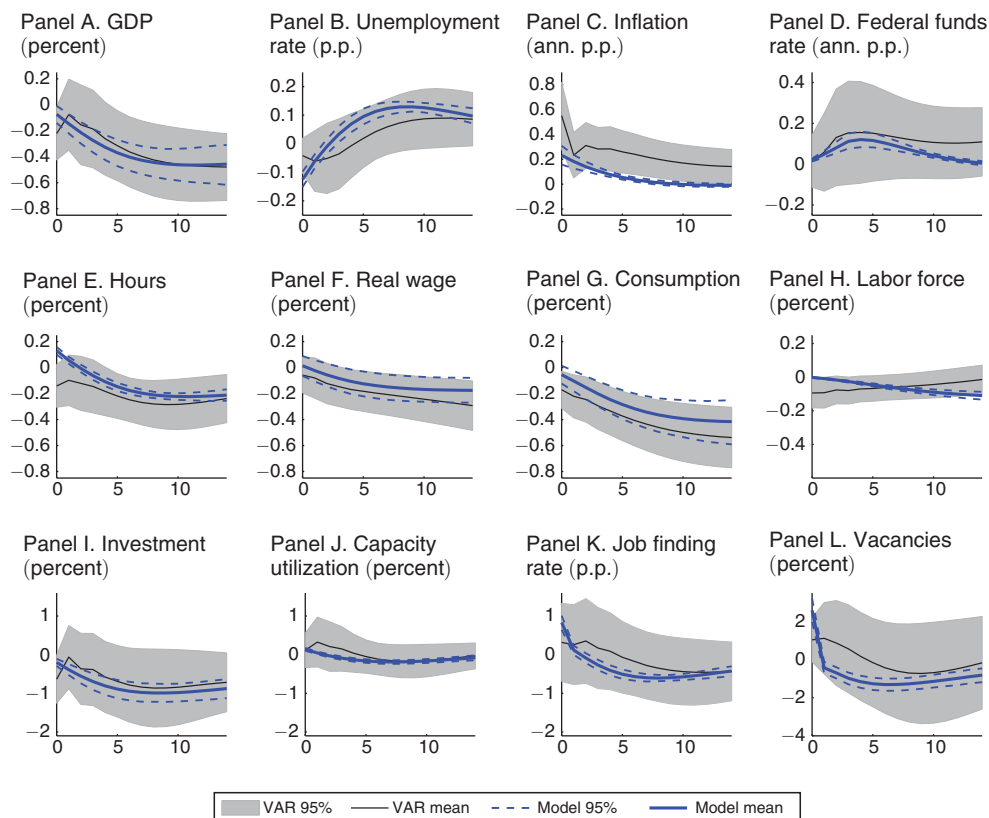 Panel A. GDP
(percent)
0.2
0
−0.2
−0.4
−0.6
−0.8
0 5 10
Panel B. Unemployment
rate (p.p.)
0.2
0.1
0
−0.1
−0.2
0 5 10
Panel C. Inflation
(ann. p.p.)
0.8
0.6
0.4
0.2
0
−0.2
0 5 10
Panel D. Federal funds
rate (ann. p.p.)
0.4
0.2
0
−0.2
0 5 10
Panel E. Hours
(percent)
0.2
0
−0.2
−0.4
−0.6
−0.8
0 5 10
Panel F. Real wage
(percent)
0.2
0
−0.2
−0.4
−0.6
−0.8
0 5 10
Panel G. Consumption
(percent)
0.2
0
−0.2
−0.4
−0.6
−0.8
0 5 10
Panel H. Labor force
(percent)
0.2
0
−0.2
−0.4
0 5 10
Panel I. Investment
(percent)
1
0
−1
−2
0 5 10
Panel J. Capacity
utilization (percent)
1
0
−1
−2
0 5 10
Panel K. Job finding
rate (p.p.)
1
0
−1
−2
0 5 10
Panel L. Vacancies
(percent)
2
0
−2
−4
0 5 10
VAR 95% VAR mean Model 95% Model mean